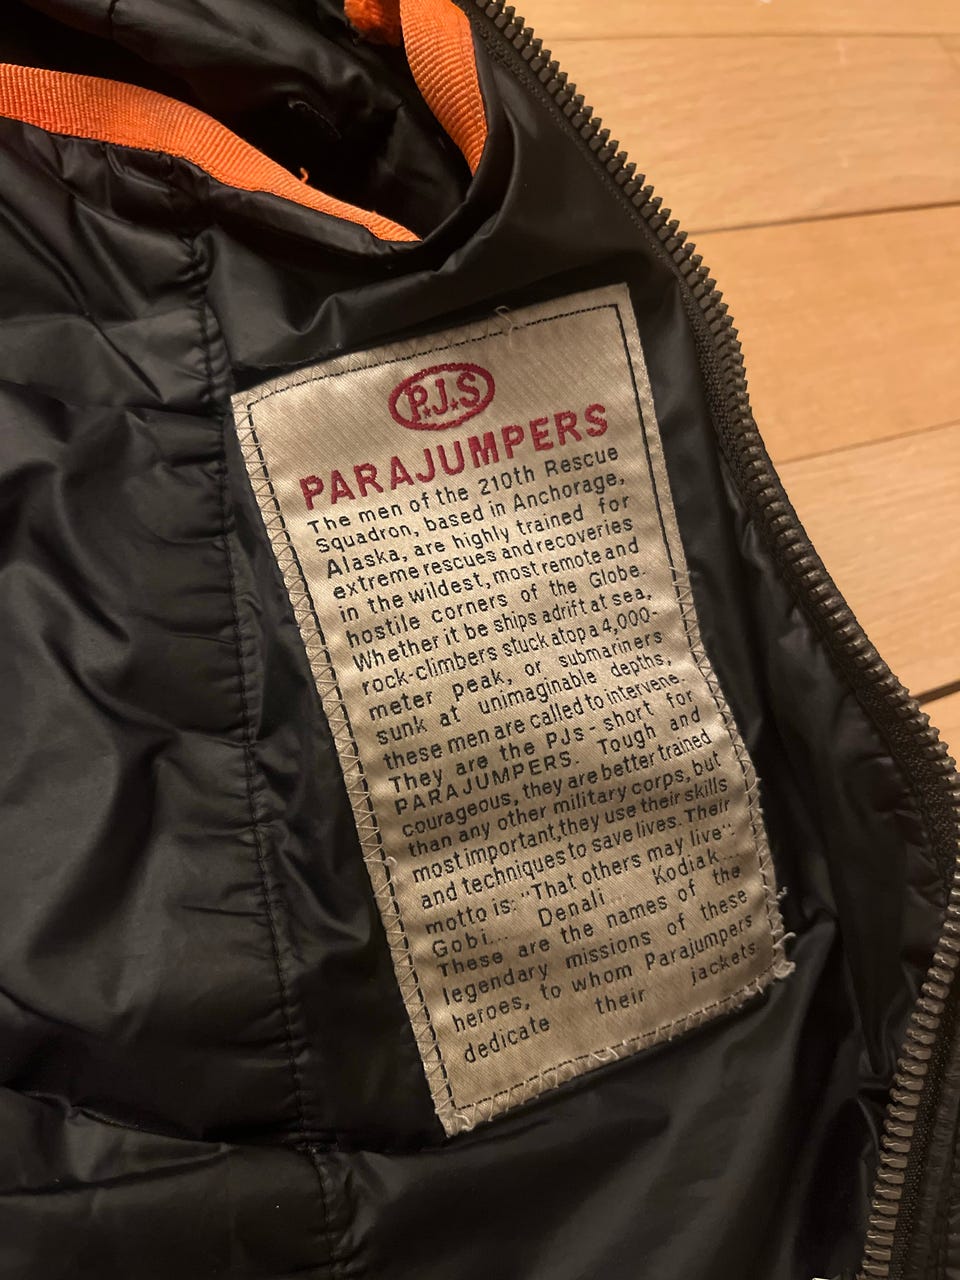 P.J.S
PARAJUMPERS
The men of the 210th Rescue
Squadron, based in Anchorage,
Alaska, are highly trained for
extreme rescues and recoveries
in the wildest, most remote and
hostile corners of the Globe.
Whether it be ships adrift at sea,
rock-climbers stuck atop a 4,000-
meter peak, or submariners
sunk at unimaginable depths,
these men are called to intervene.
They are the PJs - short for
PARAJUMPERS. Tough and
courageous, they are better trained
than any other military corps, but
most important, they use their skills
and techniques to save lives. Their
motto is: "That others may live".
Gobi... Denali... Kodiak...
These are the names of the
legendary missions of these
heroes, to whom Parajumpers
dedicate their jackets.